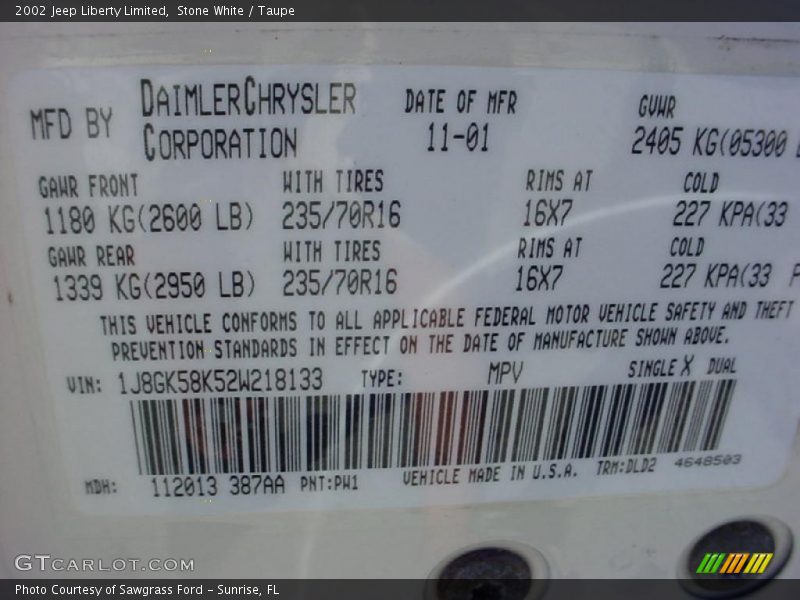 2002 Jeep Liberty Limited, Stone White / Taupe
MFD BY DAIMLERCHRYSLER CORPORATION
DATE OF MFR 11-01
GVWR 2405 KG(05300
GAWR FRONT WITH TIRES RIMS AT COLD
1180 KG(2600 LB) 235/70R16 16X7 227 KPA(33
GAWR REAR WITH TIRES RIMS AT COLD
1339 KG(2950 LB) 235/70R16 16X7 227 KPA(33 P
THIS VEHICLE CONFORMS TO ALL APPLICABLE FEDERAL MOTOR VEHICLE SAFETY AND THEFT
PREVENTION STANDARDS IN EFFECT ON THE DATE OF MANUFACTURE SHOWN ABOVE.
VIN: 1J8GK58K52W218133 TYPE: MPV SINGLE X DUAL
MDH: 112013 387AA PNT:PW1 VEHICLE MADE IN U.S.A. TRM:DLD2 4648503
GTCARLOT.COM
Photo Courtesy of Sawgrass Ford - Sunrise, FL